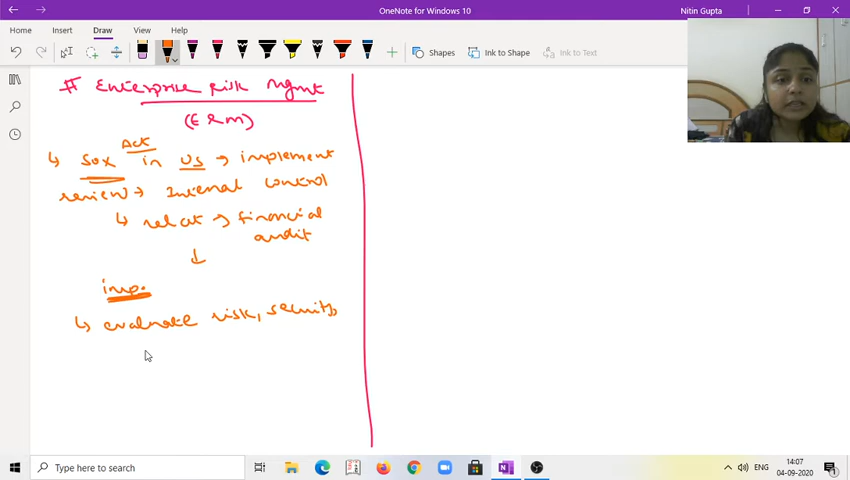 OneNote for Windows 10
Nitin Gupta
Home Insert Draw History Review View Help
Shapes
Ink to Shape
Ink to Text
# Enterprise Risk Mgmt
(ERM)
Act
↳ Sox in US → implement
review → Internal control
↳ relat → financial
audit
↓
imp.
↳ evaluate risk, security
Type here to search
ENG
14:07
04-09-2020